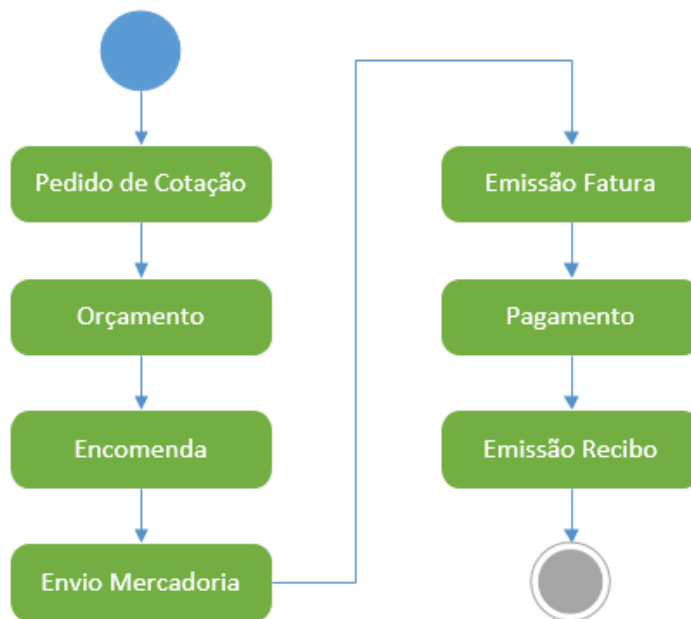 Pedido de Cotação
Orçamento
Encomenda
Envio Mercadoria
Emissão Fatura
Pagamento
Emissão Recibo